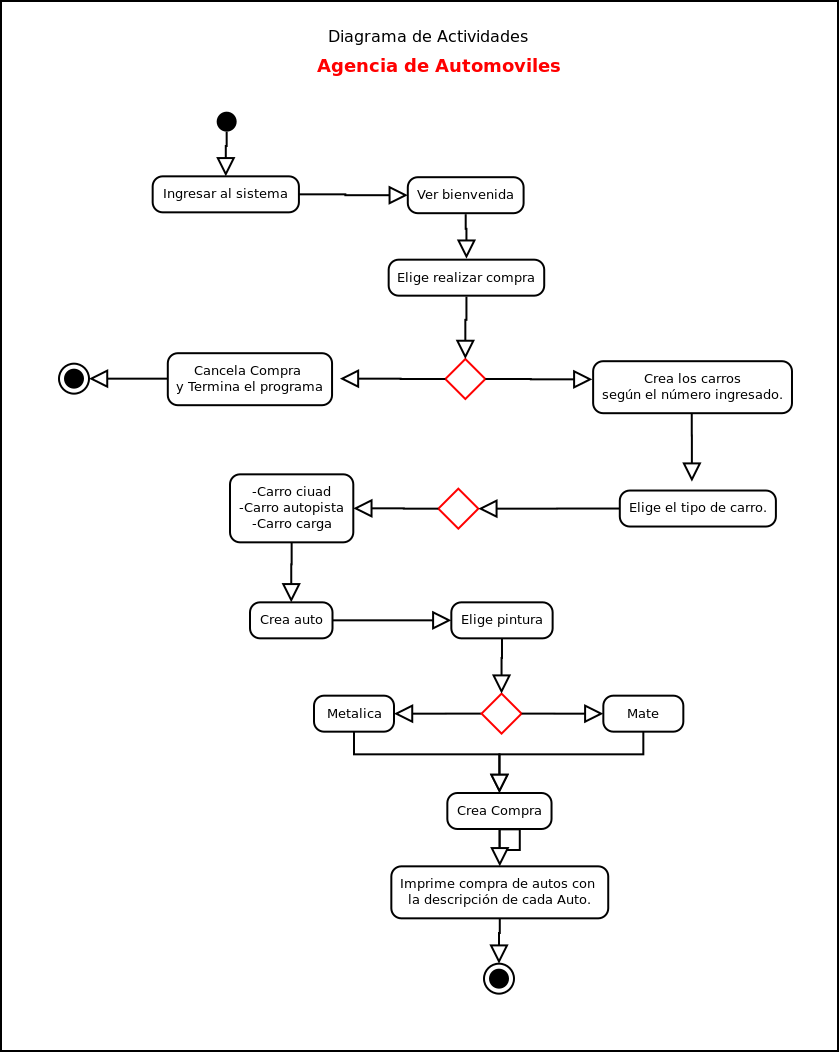 Diagrama de Actividades
Agencia de Automoviles
Ingresar al sistema
Ver bienvenida
Elige realizar compra
Cancela Compra
y Termina el programa
Crea los carros
según el número ingresado.
Elige el tipo de carro.
-Carro ciuad
-Carro autopista
-Carro carga
Crea auto
Elige pintura
Metalica
Mate
Crea Compra
Imprime compra de autos con
la descripción de cada Auto.